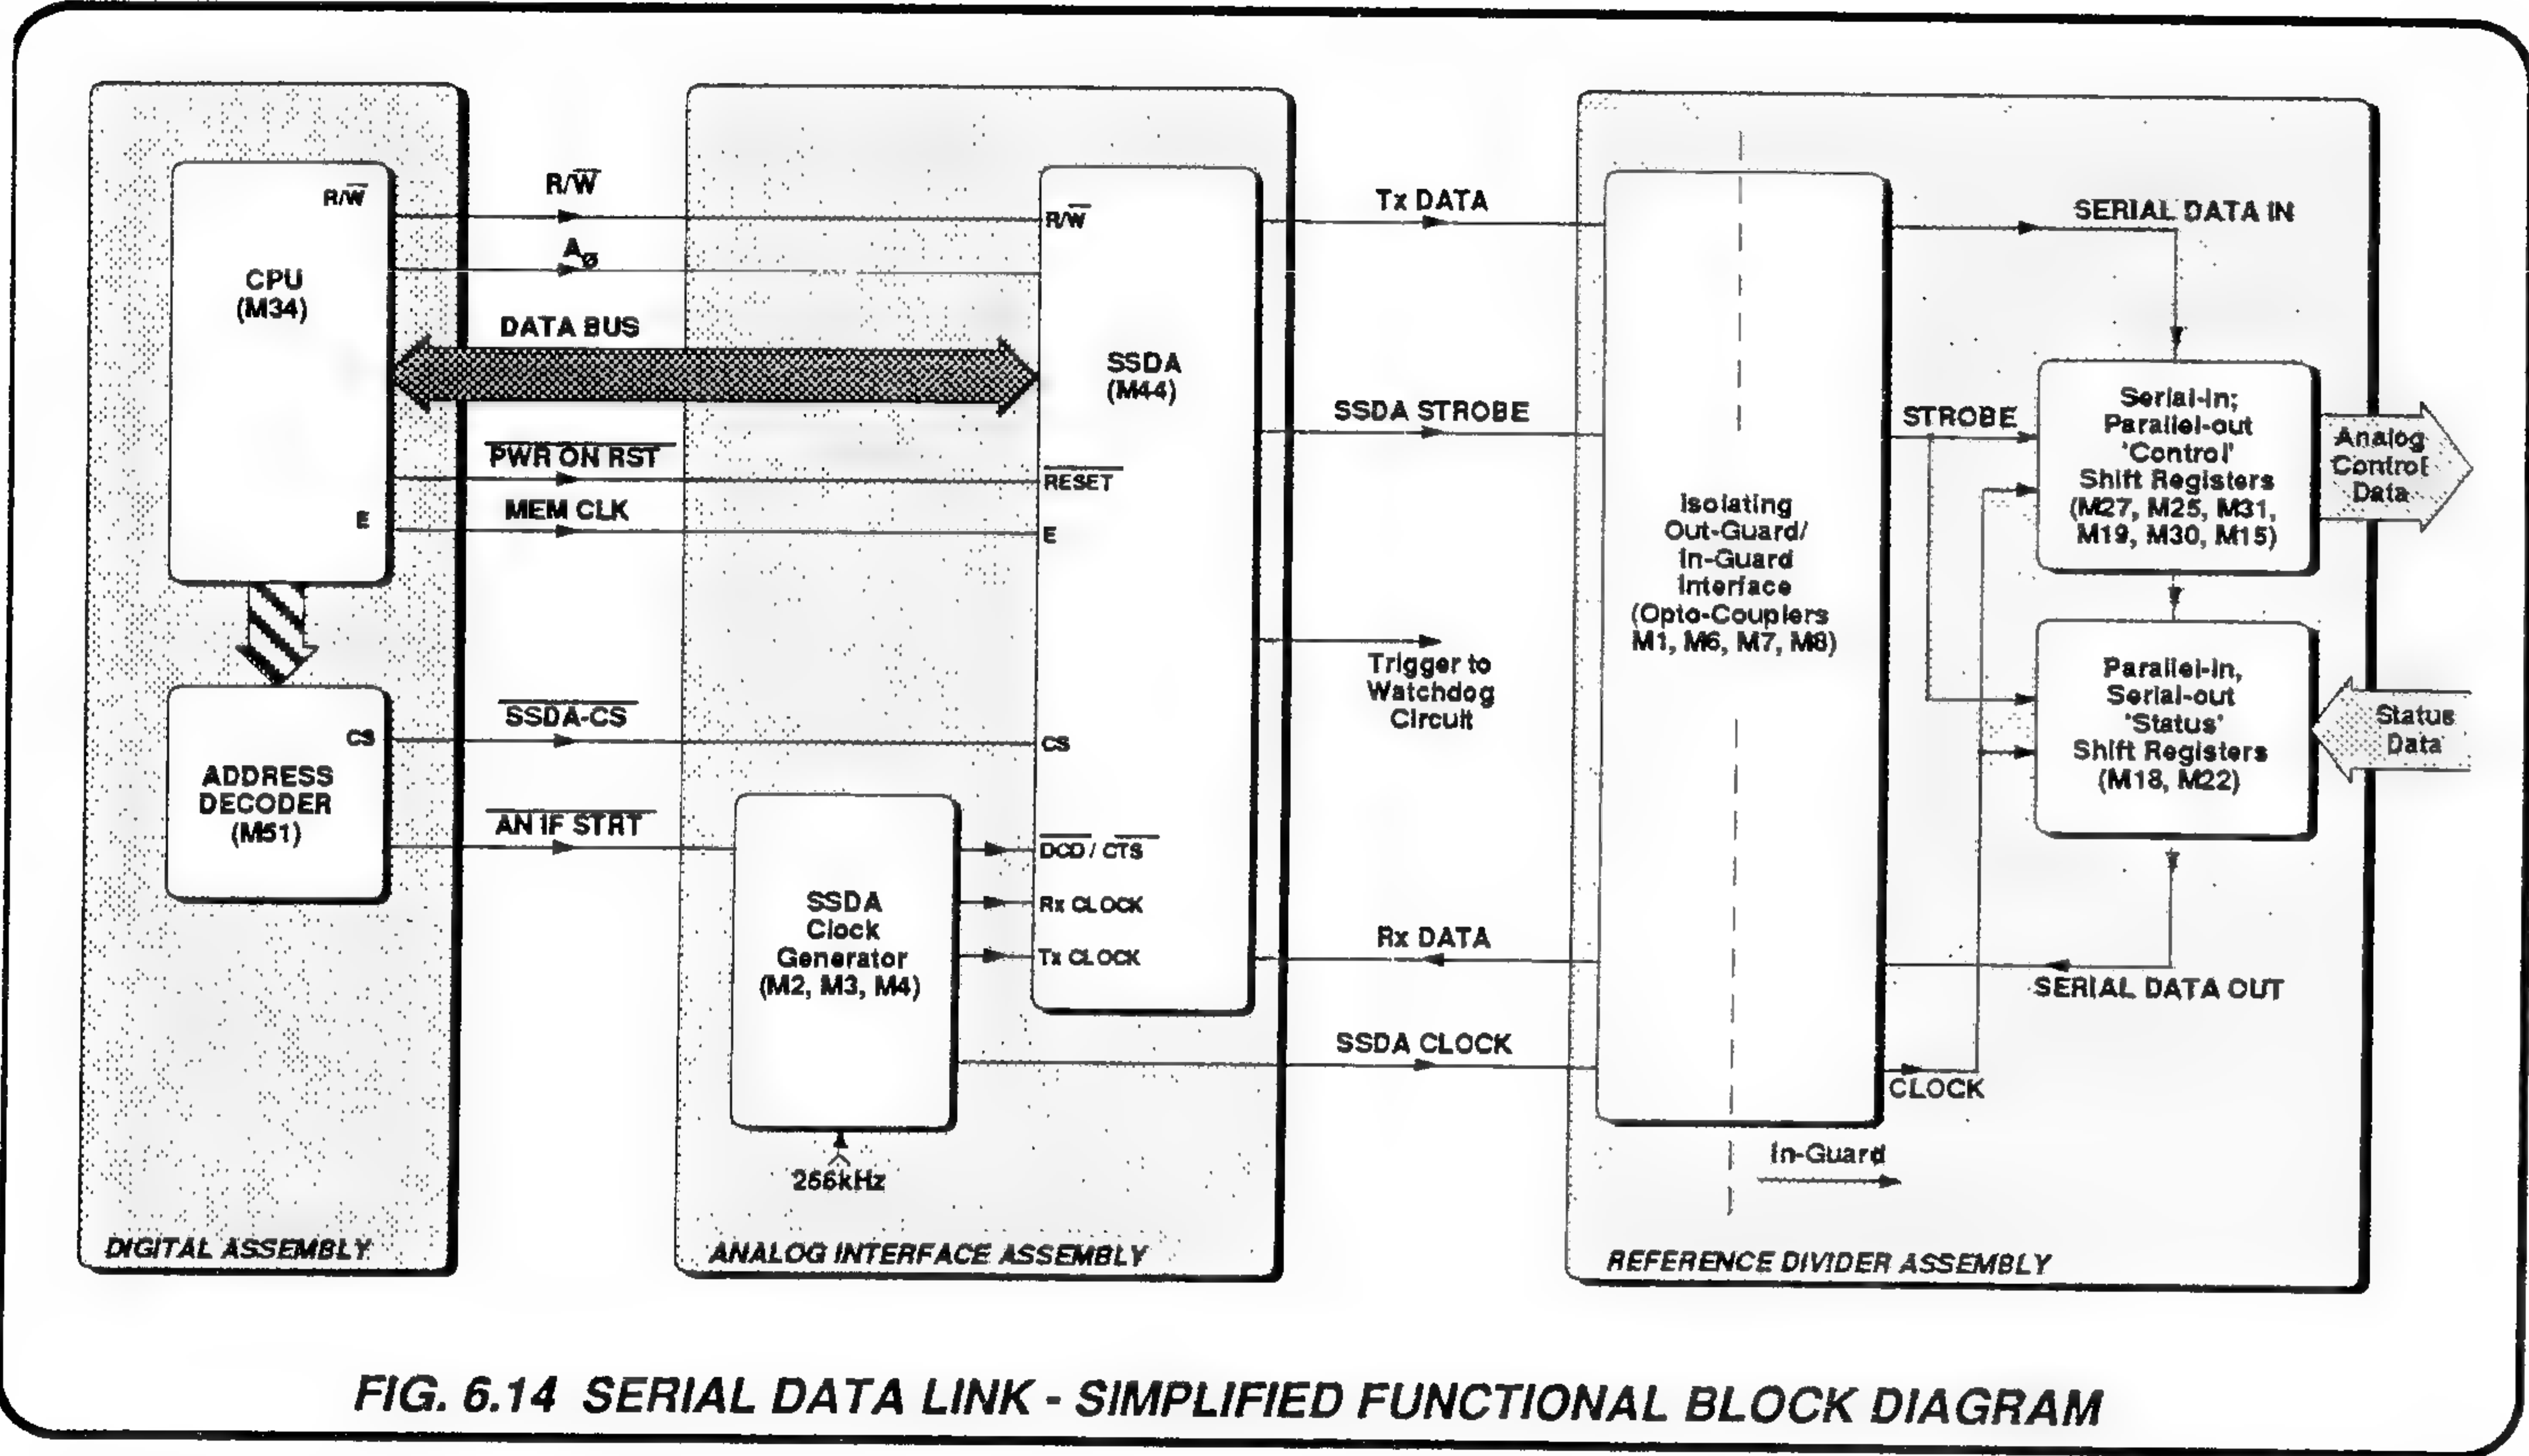 R/W
CPU
(M34)
E
R/W
AØ
DATA BUS
PWR ON RST
MEM CLK
CS
ADDRESS
DECODER
(M51)
SSDA-CS
AN IF STRT
DIGITAL ASSEMBLY
R/W
SSDA
(M44)
RESET
E
CS
DCD / CTS
Rx CLOCK
Tx CLOCK
SSDA
Clock
Generator
(M2, M3, M4)
256kHz
ANALOG INTERFACE ASSEMBLY
Tx DATA
SSDA STROBE
Trigger to
Watchdog
Circuit
Rx DATA
SSDA CLOCK
Isolating
Out-Guard/
In-Guard
Interface
(Opto-Couplers
M1, M6, M7, M8)
In-Guard
SERIAL DATA IN
STROBE
Serial-In;
Parallel-out
'Control'
Shift Registers
(M27, M25, M31,
M19, M30, M15)
Analog
Control
Data
Parallel-In,
Serial-out
'Status'
Shift Registers
(M18, M22)
Status
Data
SERIAL DATA OUT
CLOCK
REFERENCE DIVIDER ASSEMBLY
FIG. 6.14 SERIAL DATA LINK - SIMPLIFIED FUNCTIONAL BLOCK DIAGRAM